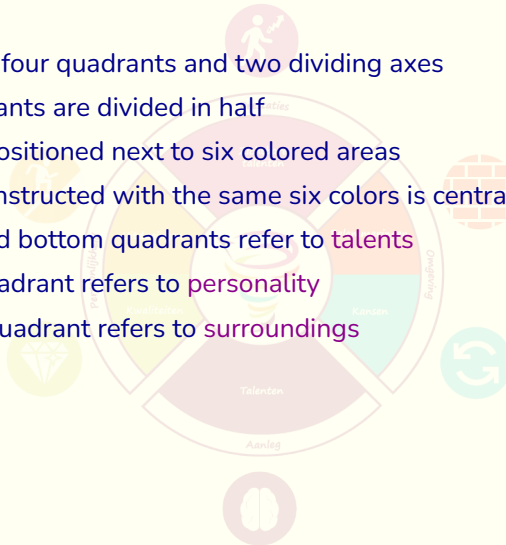 four quadrants and two dividing axes
ants are divided in half
ositioned next to six colored areas
nstructed with the same six colors is centra
d bottom quadrants refer to talents
adrant refers to personality
uadrant refers to surroundings
Omgeving
Kansen
Talenten
Aanleg